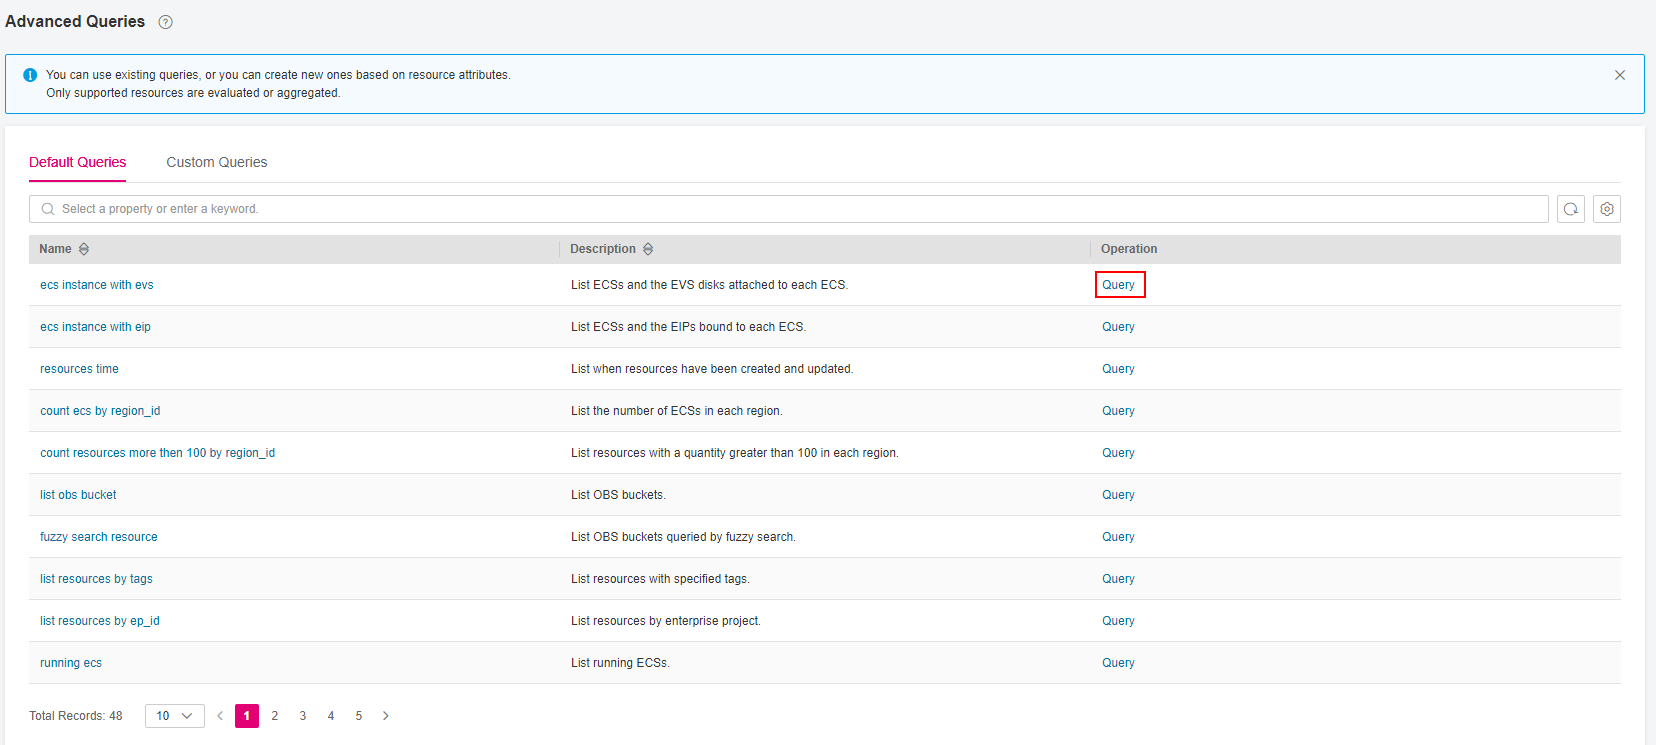 Advanced Queries ?
You can use existing queries, or you can create new ones based on resource attributes.
Only supported resources are evaluated or aggregated.
Default Queries Custom Queries
Select a property or enter a keyword.
Name Description Operation
ecs instance with evs List ECSs and the EVS disks attached to each ECS. Query
ecs instance with eip List ECSs and the EIPs bound to each ECS. Query
resources time List when resources have been created and updated. Query
count ecs by region_id List the number of ECSs in each region. Query
count resources more then 100 by region_id List resources with a quantity greater than 100 in each region. Query
list obs bucket List OBS buckets. Query
fuzzy search resource List OBS buckets queried by fuzzy search. Query
list resources by tags List resources with specified tags. Query
list resources by ep_id List resources by enterprise project. Query
running ecs List running ECSs. Query
Total Records: 48 10 1 2 3 4 5